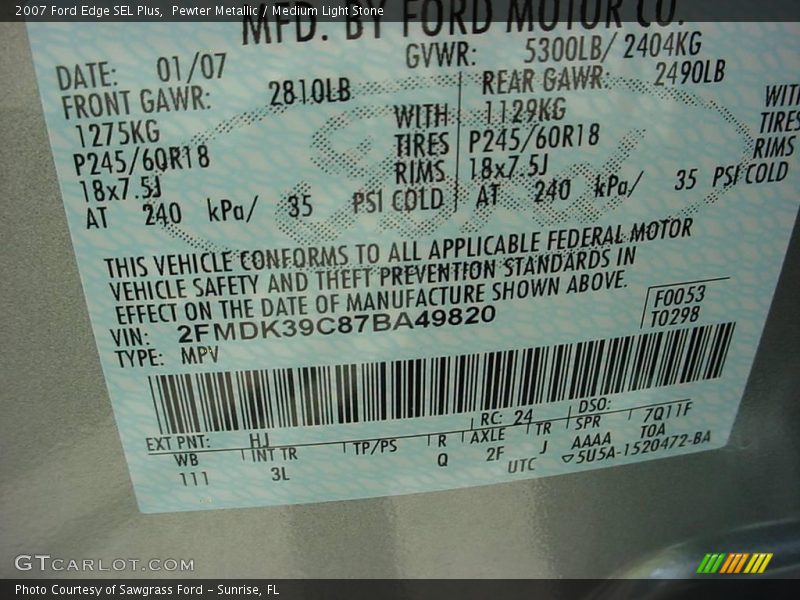 2007 Ford Edge SEL Plus,  Pewter Metallic / Medium Light Stone
MFD. BY FORD MOTOR CO.
DATE: 01/07 GVWR: 5300LB/ 2404KG
FRONT GAWR: 2810LB REAR GAWR: 2490LB
1275KG WITH 1129KG WITH
P245/60R18 TIRES P245/60R18 TIRES
18x7.5J RIMS 18x7.5J RIMS
AT 240 kPa/ 35 PSI COLD AT 240 kPa/ 35 PSI COLD
THIS VEHICLE CONFORMS TO ALL APPLICABLE FEDERAL MOTOR
VEHICLE SAFETY AND THEFT PREVENTION STANDARDS IN
EFFECT ON THE DATE OF MANUFACTURE SHOWN ABOVE.
VIN: 2FMDK39C87BA49820 F0053
TYPE: MPV T0298
EXT PNT: HJ RC: 24 DSO: 7Q11F
WB INT TR TP/PS R AXLE TR SPR T0A
111 3L Q 2F J AAAA
UTC ▽5U5A-1520472-BA
GTCARLOT.COM
Photo Courtesy of Sawgrass Ford - Sunrise, FL